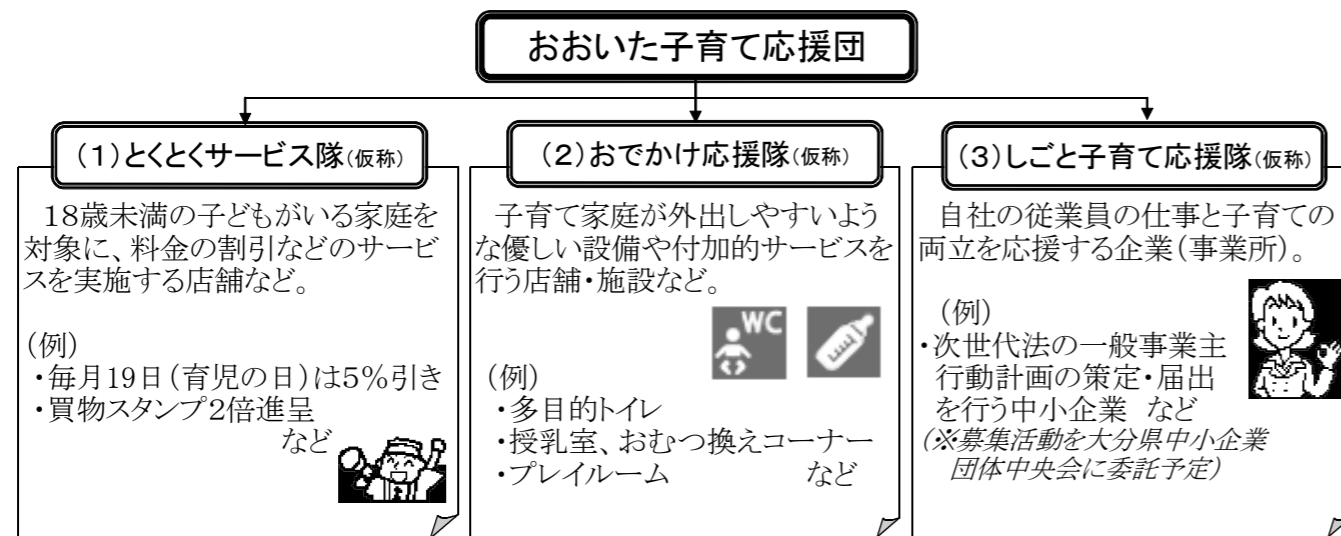 おおいた子育て応援団
(1)とくとくサービス隊(仮称)
18歳未満の子どもがいる家庭を
対象に、料金の割引などのサービ
スを実施する店舗など。
(例)
・毎月19日(育児の日)は5%引き
・買物スタンプ2倍進呈
など
(2)おでかけ応援隊(仮称)
子育て家庭が外出しやすいよう
な優しい設備や付加的サービスを
行う店舗・施設など。
WC
(例)
・多目的トイレ
・授乳室、おむつ換えコーナー
・プレイルーム など
(3)しごと子育て応援隊(仮称)
自社の従業員の仕事と子育ての
両立を応援する企業(事業所)。
(例)
・次世代法の一般事業主
行動計画の策定・届出
を行う中小企業 など
(※募集活動を大分県中小企業
団体中央会に委託予定)